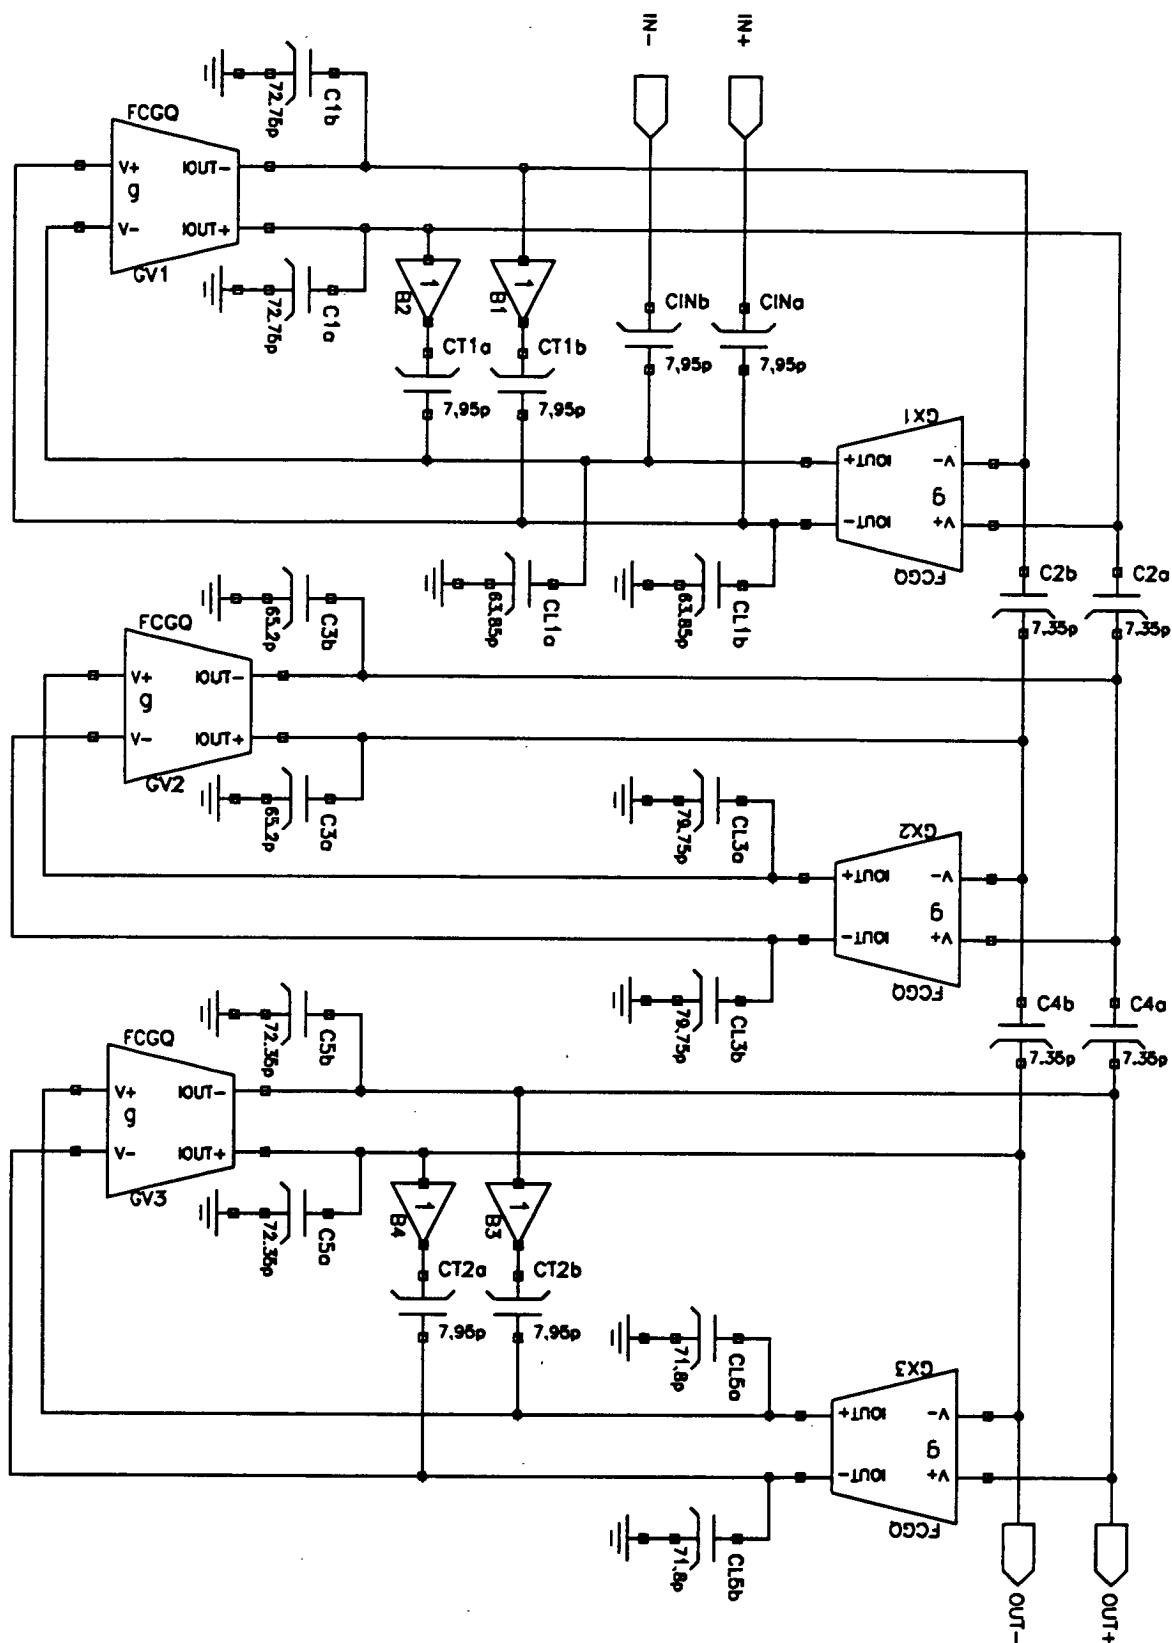 IN-
IN+
C1b
72.75p
FCGQ
V+
IOUT-
g
V-
IOUT+
GV1
C1a
72.75p
1
B2
1
B1
CT1a
7.95p
CT1b
7.95p
CINb
7.95p
CINa
7.95p
GX1
IOUT+
V-
g
IOUT-
V+
FCGQ
CL1a
63.85p
CL1b
63.85p
C2b
7.35p
C2a
7.35p
C3b
65.2p
FCGQ
V+
IOUT-
g
V-
IOUT+
GV2
C3a
65.2p
CL3a
79.75p
GX2
IOUT+
V-
g
IOUT-
V+
FCGQ
CL3b
79.75p
C4b
7.35p
C4a
7.35p
C5b
72.35p
FCGQ
V+
IOUT-
g
V-
IOUT+
GV3
C5a
72.35p
1
B4
1
B3
CT2a
7.95p
CT2b
7.95p
CL5a
71.8p
GX3
IOUT+
V-
g
IOUT-
V+
FCGQ
CL5b
71.8p
OUT-
OUT+